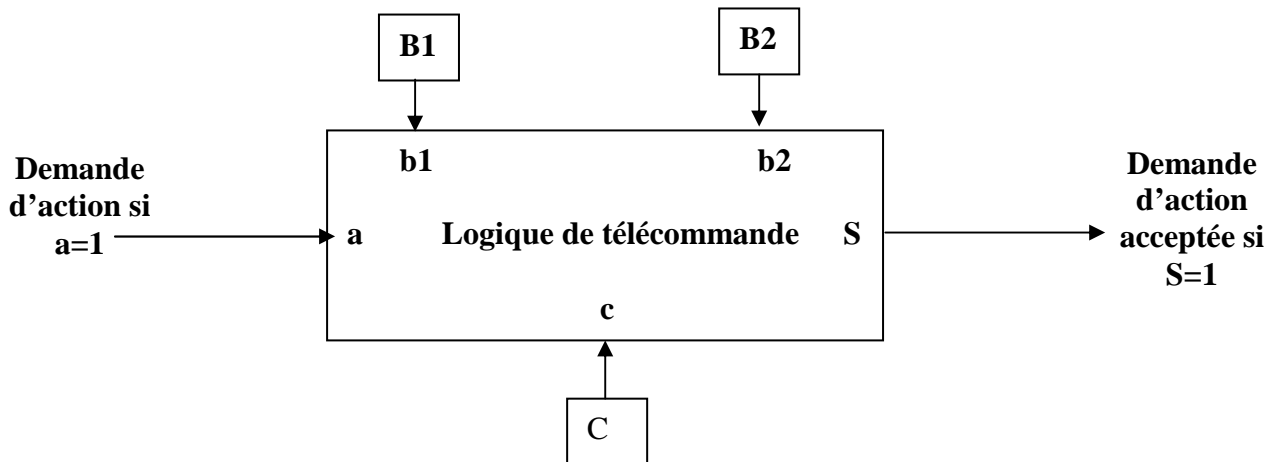 B1
B2
b1
b2
Demande
d’action si
a=1
a
Logique de télécommande
S
Demande
d’action
acceptée si
S=1
c
C